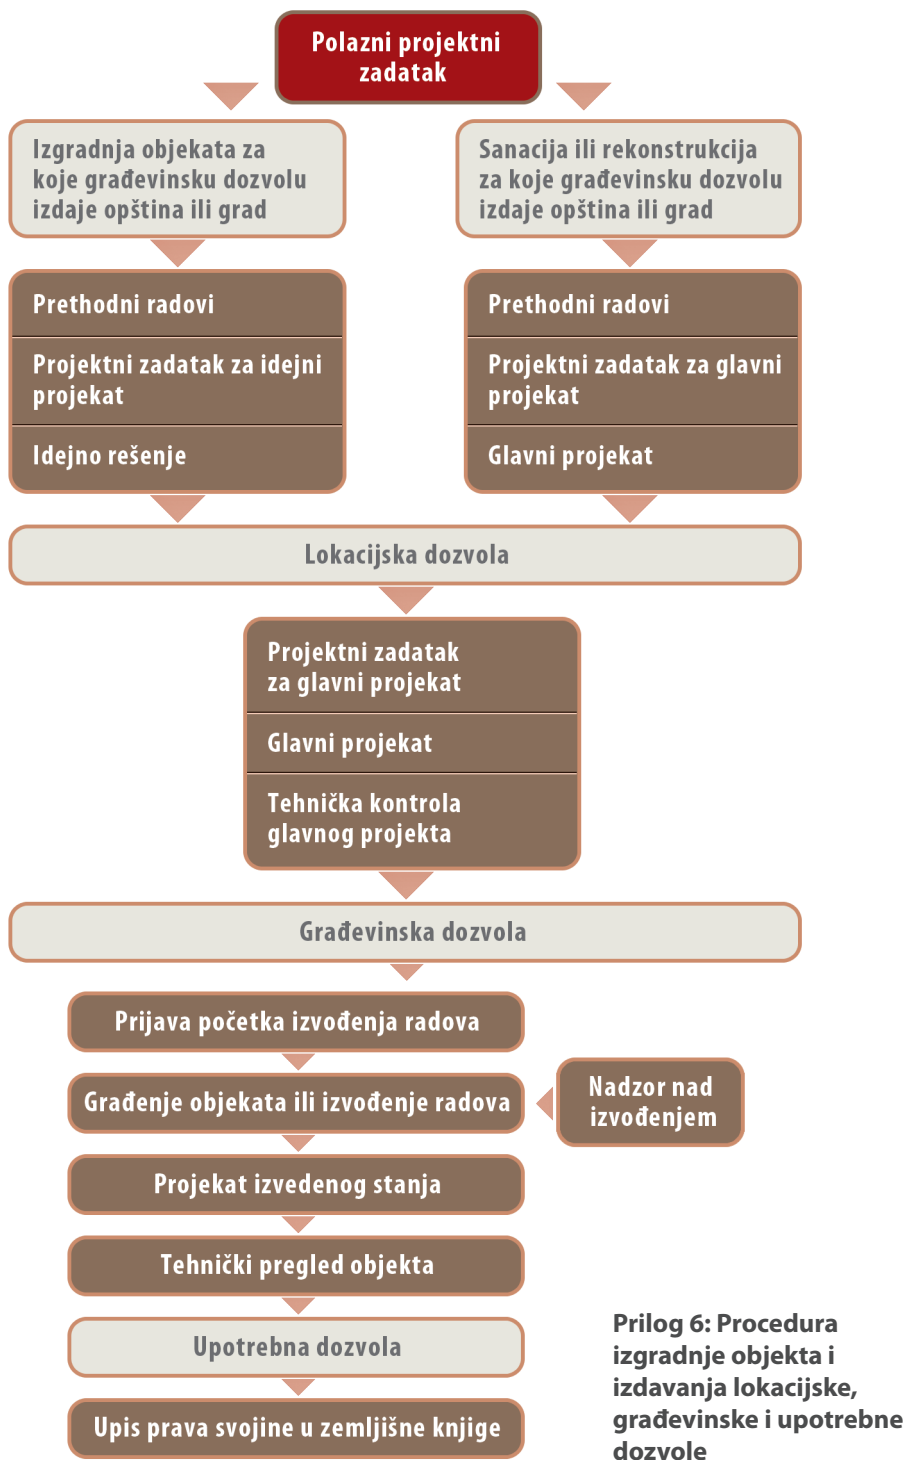 Polazni projektni
zadatak
Izgradnja objekata za
koje građevinsku dozvolu
izdaje opština ili grad
Sanacija ili rekonstrukcija
za koje građevinsku dozvolu
izdaje opština ili grad
Prethodni radovi
Projektni zadatak za idejni
projekat
Idejno rešenje
Prethodni radovi
Projektni zadatak za glavni
projekat
Glavni projekat
Lokacijska dozvola
Projektni zadatak
za glavni projekat
Glavni projekat
Tehnička kontrola
glavnog projekta
Građevinska dozvola
Prijava početka izvođenja radova
Građenje objekata ili izvođenje radova
Nadzor nad
izvođenjem
Projekat izvedenog stanja
Tehnički pregled objekta
Upotrebna dozvola
Upis prava svojine u zemljišne knjige
Prilog 6: Procedura
izgradnje objekta i
izdavanja lokacijske,
građevinske i upotrebne
dozvole